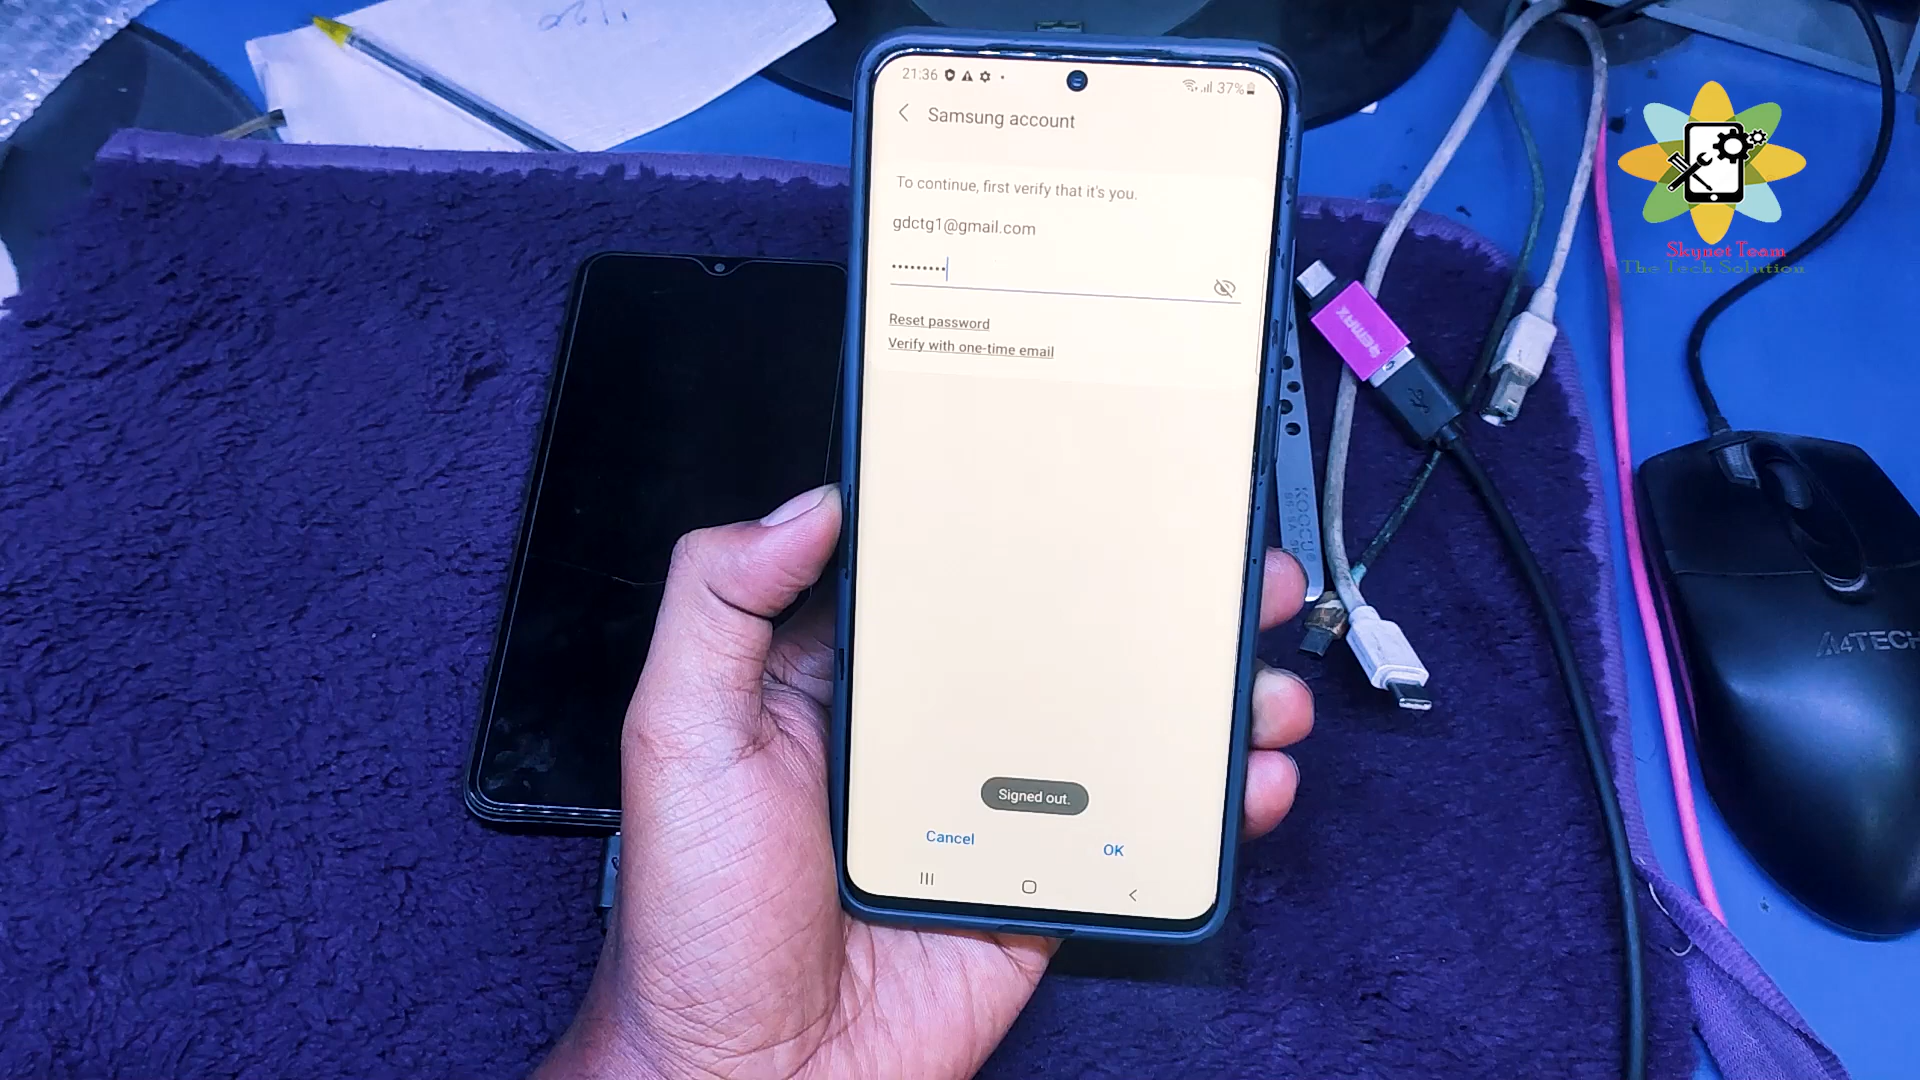 21:36
37%
Samsung account
To continue, first verify that it's you.
gdctg1@gmail.com
•••••••••
Reset password
Verify with one-time email
Signed out.
Cancel
OK
Skynet Team
The Tech Solution
REMAX
A4TECH